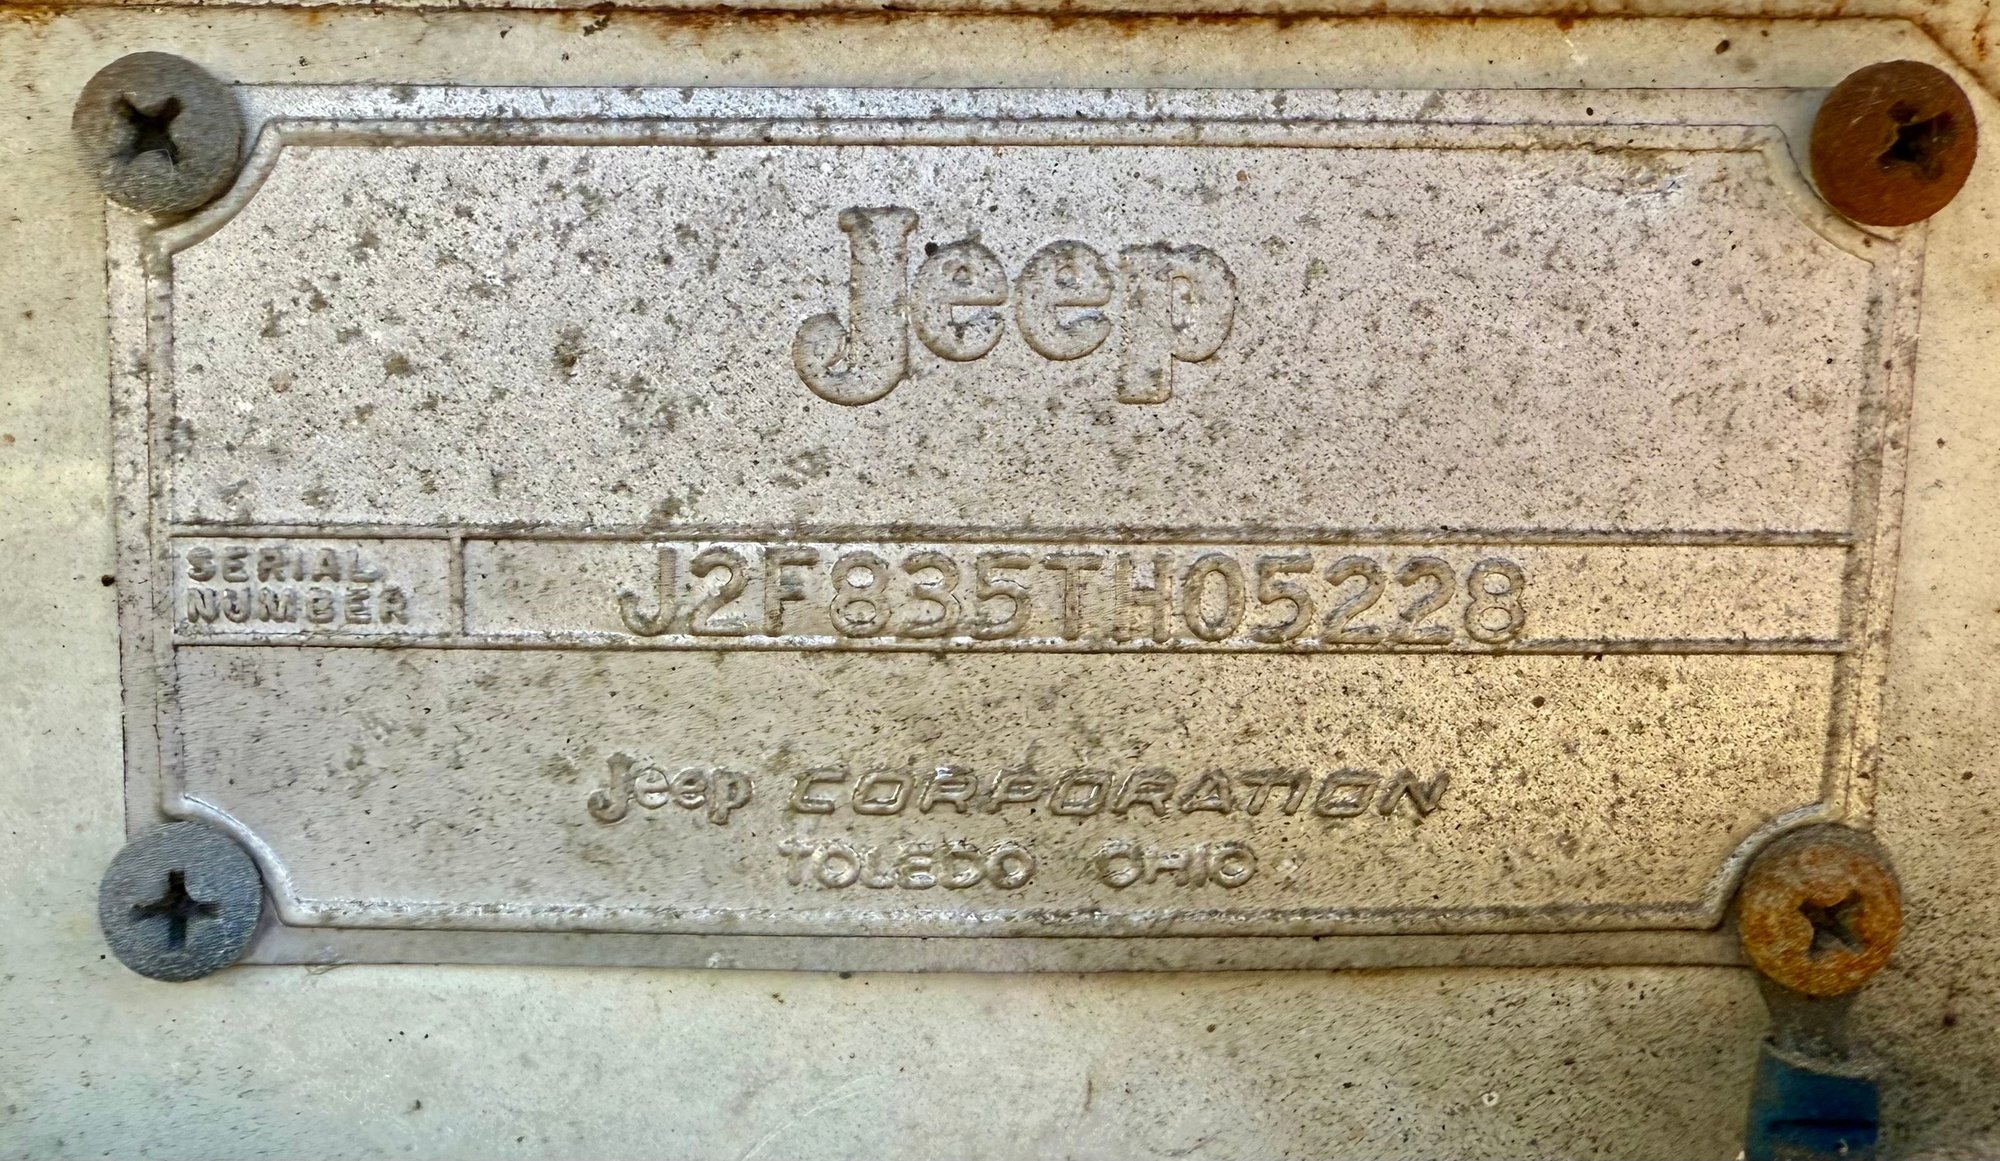 Jeep
SERIAL NUMBER
J2F835TH05228
Jeep CORPORATION
TOLEDO OHIO